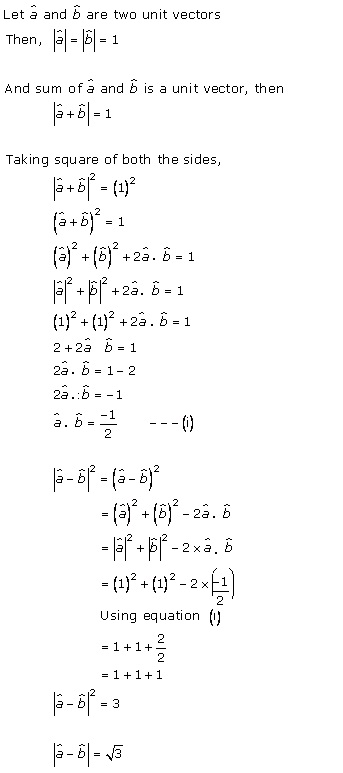 Let â and b̂ are two unit vectors
Then, |â| = |b̂| = 1
And sum of â and b̂ is a unit vector, then
|â + b̂| = 1
Taking square of both the sides,
|â + b̂|² = (1)²
(â + b̂)² = 1
(â)² + (b̂)² + 2â . b̂ = 1
|â|² + |b̂|² + 2â . b̂ = 1
(1)² + (1)² + 2â . b̂ = 1
2 + 2â b̂ = 1
2â . b̂ = 1 − 2
2â .: b̂ = −1
â . b̂ = −1/2 − − − (i)
|â − b̂|² = (â − b̂)²
= (â)² + (b̂)² − 2â . b̂
= |â|² + |b̂|² − 2 × â . b̂
= (1)² + (1)² − 2 × (−1/2)
Using equation (i)
= 1 + 1 + 2/2
= 1 + 1 + 1
|â − b̂|² = 3
|â − b̂| = √3